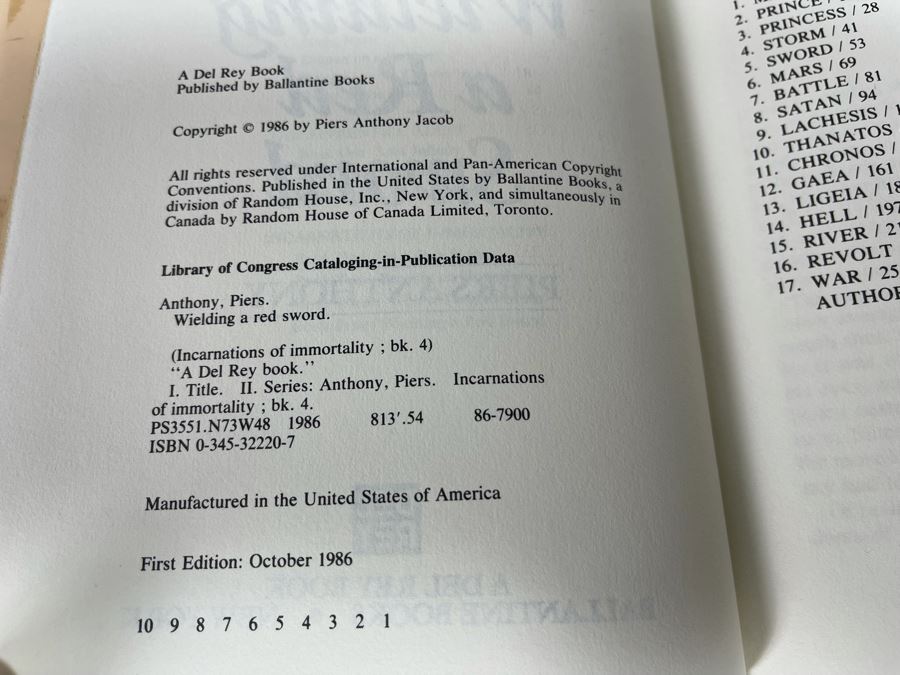 A Del Rey Book
Published by Ballantine Books
Copyright © 1986 by Piers Anthony Jacob
All rights reserved under International and Pan-American Copyright
Conventions. Published in the United States by Ballantine Books, a
division of Random House, Inc., New York, and simultaneously in
Canada by Random House of Canada Limited, Toronto.
Library of Congress Cataloging-in-Publication Data
Anthony, Piers.
Wielding a red sword.
(Incarnations of immortality ; bk. 4)
“A Del Rey book.”
I. Title. II. Series: Anthony, Piers. Incarnations
of immortality ; bk. 4.
PS3551.N73W48 1986 813′.54 86-7900
ISBN 0-345-32220-7
Manufactured in the United States of America
First Edition: October 1986
10 9 8 7 6 5 4 3 2 1
1.
2. PRINCE /
3. PRINCESS / 28
4. STORM / 41
5. SWORD / 53
6. MARS / 69
7. BATTLE / 81
8. SATAN / 94
9. LACHESIS /
10. THANATOS
11. CHRONOS /
12. GAEA / 161
13. LIGEIA / 18
14. HELL / 197
15. RIVER / 21
16. REVOLT
17. WAR / 25
AUTHOR